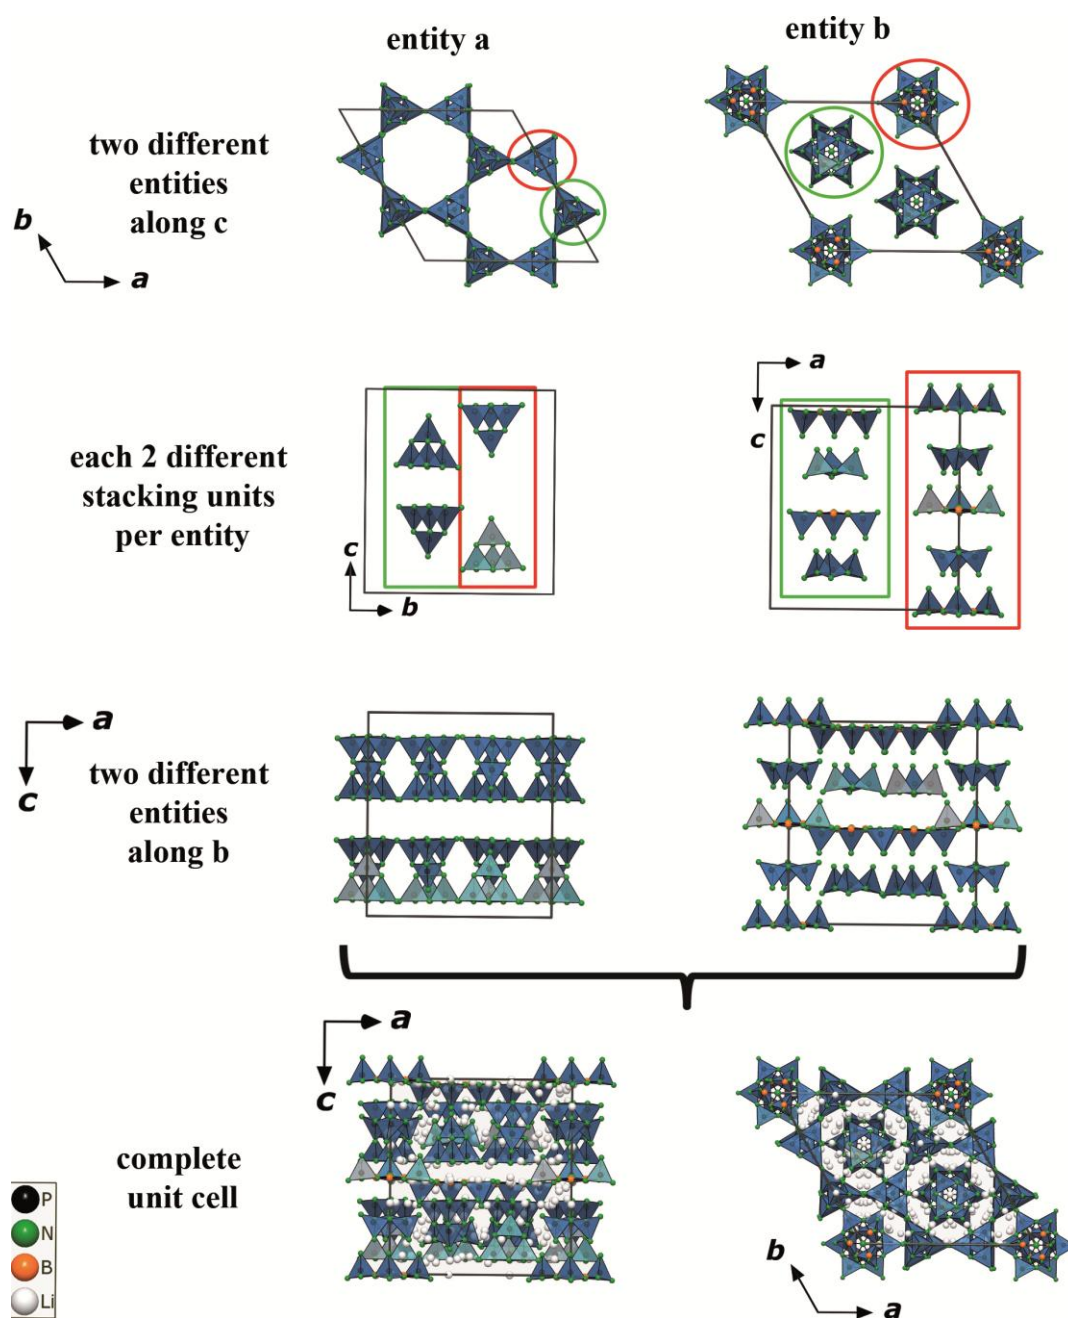 entity a
entity b
two different
entities
along c
b
a
a
c
each 2 different
stacking units
per entity
c
b
a
c
two different
entities
along b
a
c
complete
unit cell
P
N
B
Li
b
a